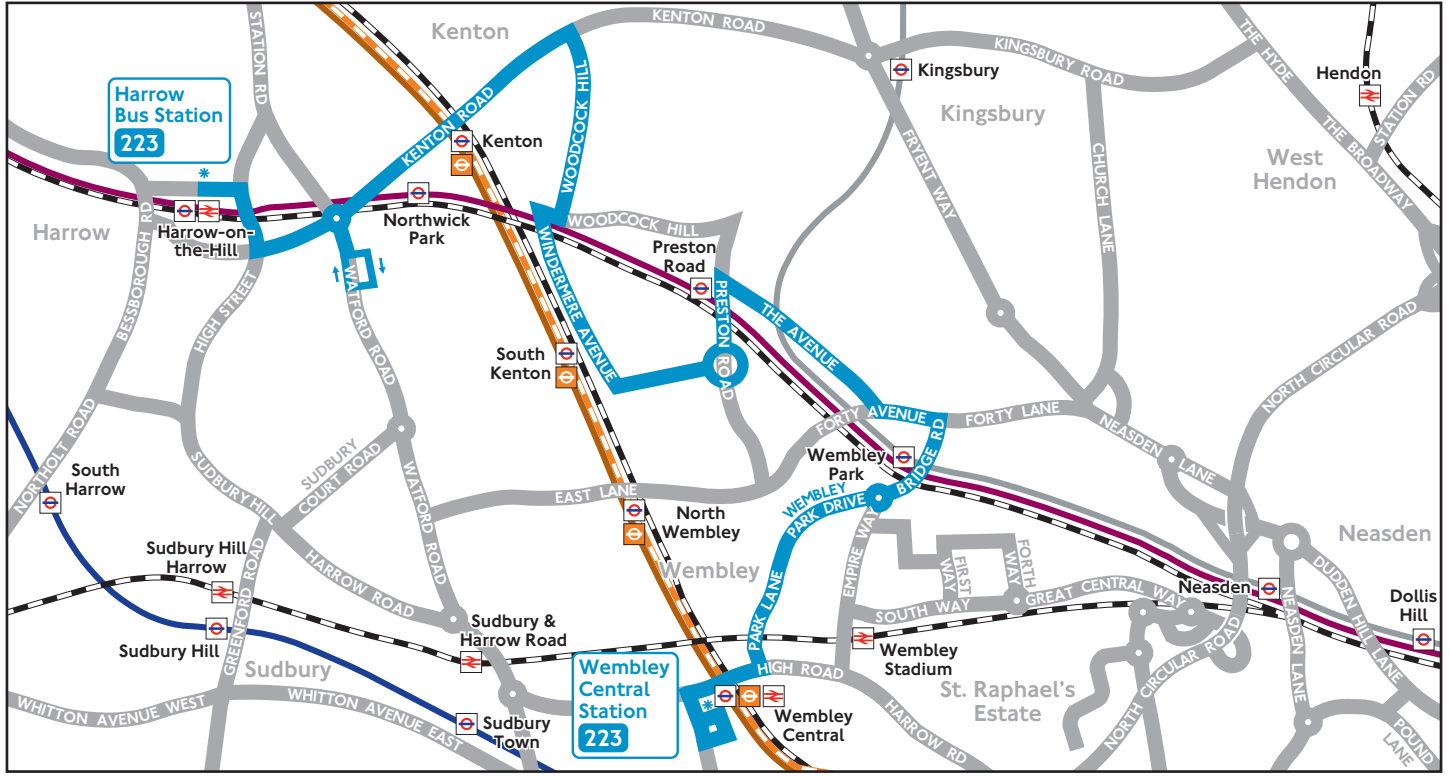 Kenton
KENTON ROAD
KINGSBURY ROAD
THE HYDE
STATION RD
Kingsbury
Hendon
STATION RD
Harrow
Bus Station
223
*
KENTON ROAD
WOODCOCK HILL
Kingsbury
THE BROADWAY
Kenton
FRYENT WAY
CHURCH LANE
West
Hendon
Harrow
BESSBOROUGH RD
Harrow-on-
the-Hill
Northwick
Park
WOODCOCK HILL
Preston
Road
WATFORD ROAD
WINDERMERE AVENUE
PRESTON ROAD
THE AVENUE
HIGH STREET
NORTH CIRCULAR ROAD
South
Kenton
NORTHOLT ROAD
FORTY AVENUE
FORTY LANE
BRIDGE RD
NEASDEN LANE
SUDBURY
COURT ROAD
SUDBURY HILL
WATFORD ROAD
Wembley
Park
South
Harrow
EAST LANE
WEMBLEY
PARK DRIVE
North
Wembley
EMPIRE WAY
Neasden
Sudbury Hill
Harrow
HARROW ROAD
GREENFORD ROAD
Wembley
FIRST
WAY
FORTH
WAY
PARK LANE
SOUTH WAY
GREAT CENTRAL WAY
Neasden
NEASDEN LANE
DUDDEN HILL LANE
Dollis
Hill
Sudbury Hill
Sudbury &
Harrow Road
Wembley
Stadium
Sudbury
HIGH ROAD
NORTH CIRCULAR ROAD
St. Raphael's
Estate
Wembley
Central
Station
223
*
WHITTON AVENUE WEST
WHITTON AVENUE EAST
Sudbury
Town
Wembley
Central
HARROW RD
POUND
LANE